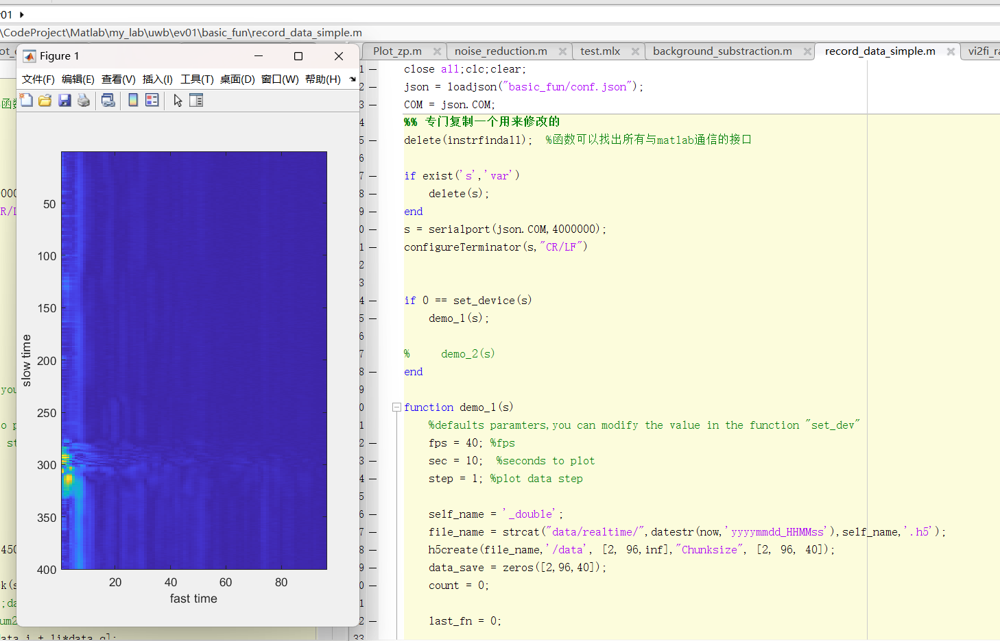 v01
\CodeProject\Matlab\my_lab\uwb\ev01\basic_fun\record_data_simple.m
Plot_zp.m
noise_reduction.m
test.mlx
background_substraction.m
record_data_simple.m
vi2fi_ra
Figure 1
文件(F) 编辑(E) 查看(V) 插入(I) 工具(T) 桌面(D) 窗口(W) 帮助(H)
50
100
150
200
250
300
350
400
20 40 60 80
fast time
slow time
close all;clc;clear;
json = loadjson("basic_fun/conf.json");
COM = json.COM;
%% 专门复制一个用来修改的
delete(instrfindall); %函数可以找出所有与matlab通信的接口
if exist('s','var')
delete(s);
end
s = serialport(json.COM,4000000);
configureTerminator(s,"CR/LF")
if 0 == set_device(s)
demo_1(s);
% demo_2(s)
end
function demo_1(s)
%defaults paramters,you can modify the value in the function "set_dev"
fps = 40; %fps
sec = 10; %seconds to plot
step = 1; %plot data step
self_name = '_double';
file_name = strcat("data/realtime/",datestr(now,'yyyymmdd_HHMMss'),self_name,'.h5');
h5create(file_name,'/data', [2, 96,inf],"Chunksize", [2, 96, 40]);
data_save = zeros([2,96,40]);
count = 0;
last_fn = 0;